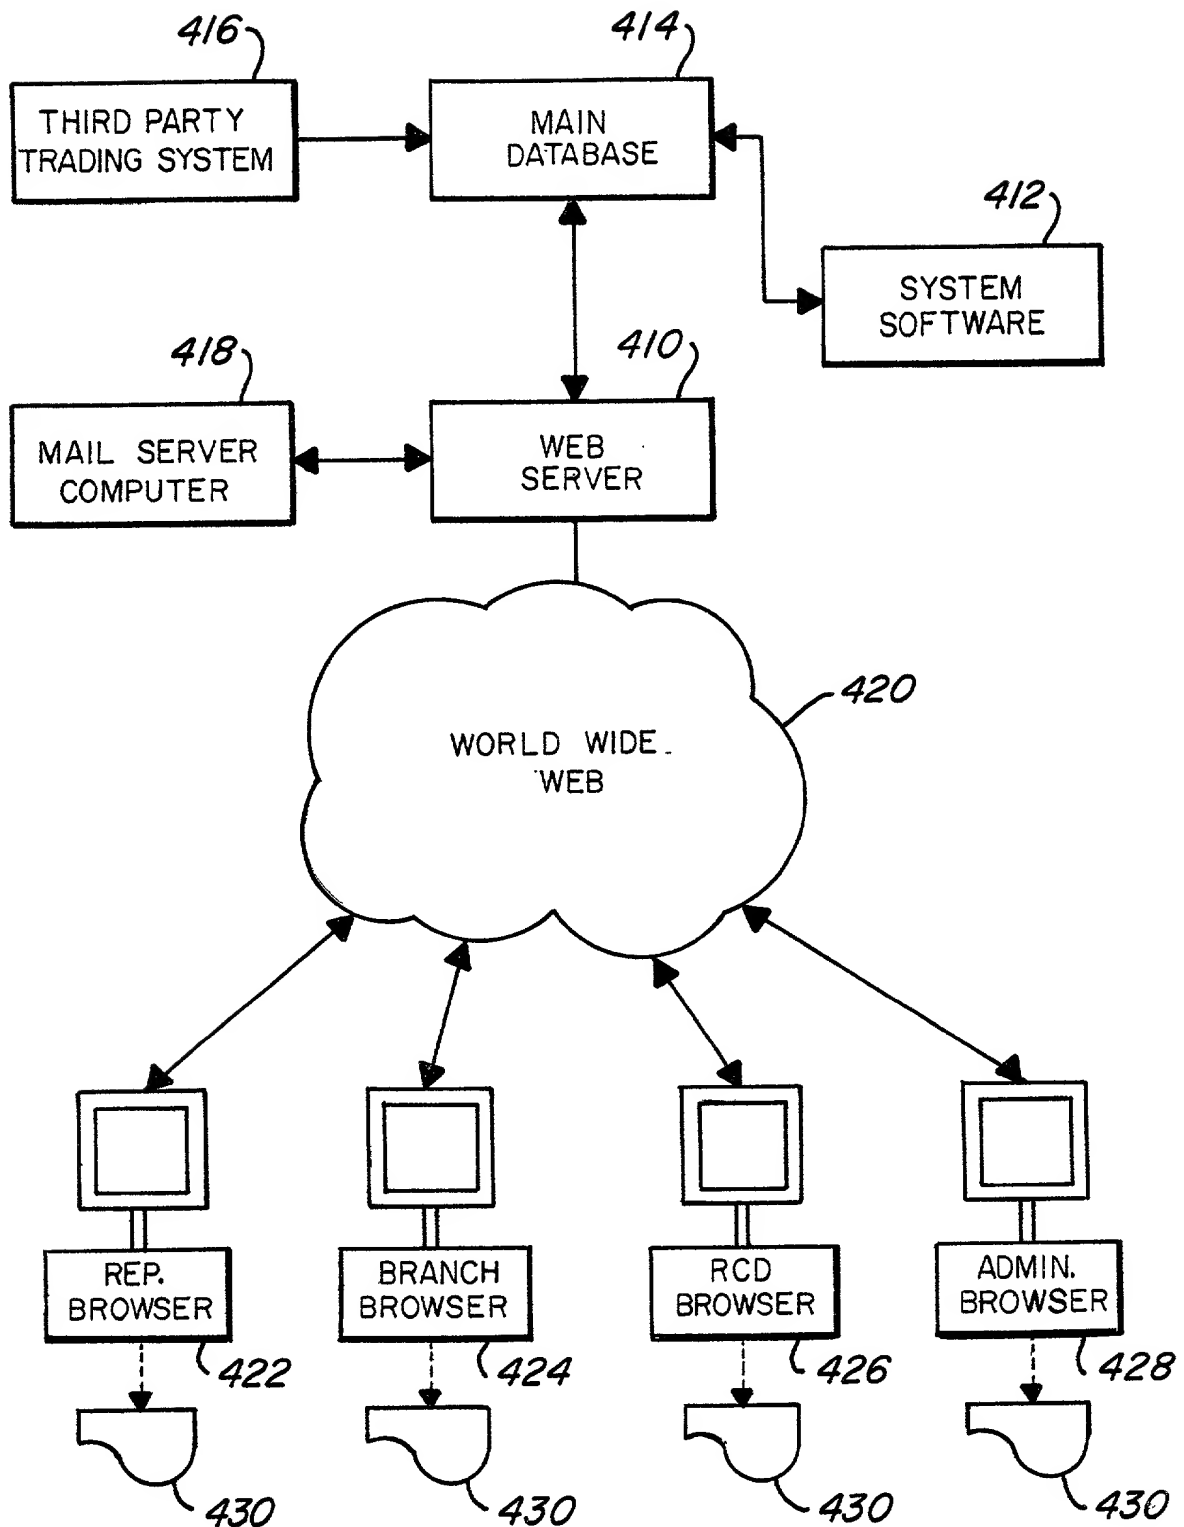 416
414
THIRD PARTY
TRADING SYSTEM
MAIN
DATABASE
412
SYSTEM
SOFTWARE
418
410
MAIL SERVER
COMPUTER
WEB
SERVER
420
WORLD WIDE
WEB
REP.
BROWSER
BRANCH
BROWSER
RCD
BROWSER
ADMIN.
BROWSER
422
424
426
428
430
430
430
430